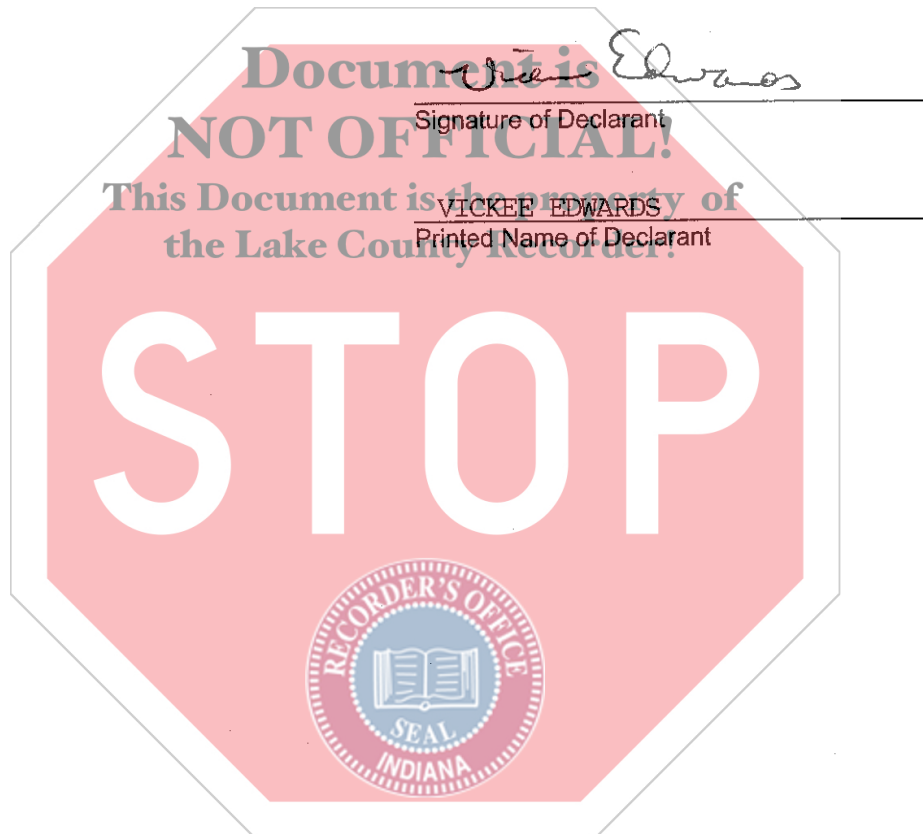 Document is
NOT OFFICIAL!
This Document is the property of
the Lake County Recorder!
Edwards
Signature of Declarant
VICKEE EDWARDS
Printed Name of Declarant
STOP
RECORDER'S OFFICE
SEAL
INDIANA